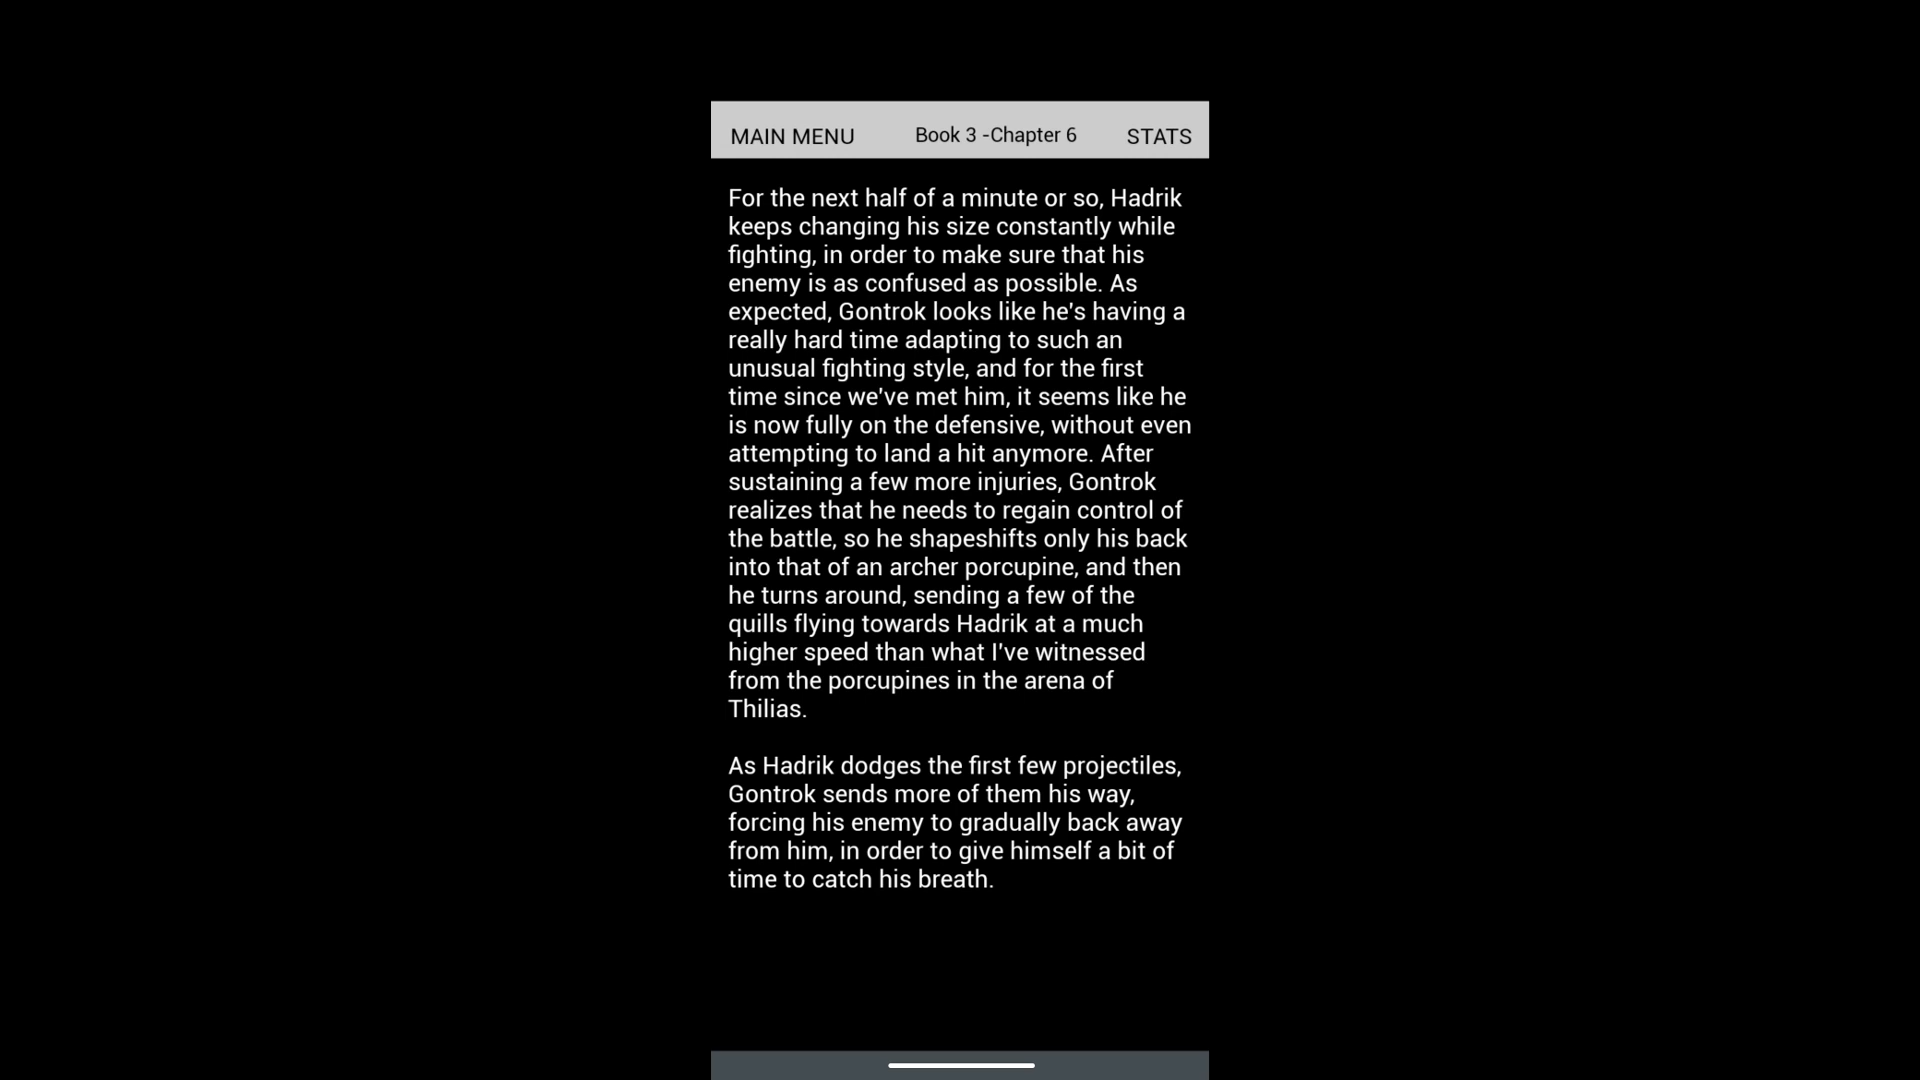 MAIN MENU
Book 3 -Chapter 6
STATS
For the next half of a minute or so, Hadrik
keeps changing his size constantly while
fighting, in order to make sure that his
enemy is as confused as possible. As
expected, Gontrok looks like he's having a
really hard time adapting to such an
unusual fighting style, and for the first
time since we've met him, it seems like he
is now fully on the defensive, without even
attempting to land a hit anymore. After
sustaining a few more injuries, Gontrok
realizes that he needs to regain control of
the battle, so he shapeshifts only his back
into that of an archer porcupine, and then
he turns around, sending a few of the
quills flying towards Hadrik at a much
higher speed than what I've witnessed
from the porcupines in the arena of
Thilias.
As Hadrik dodges the first few projectiles,
Gontrok sends more of them his way,
forcing his enemy to gradually back away
from him, in order to give himself a bit of
time to catch his breath.